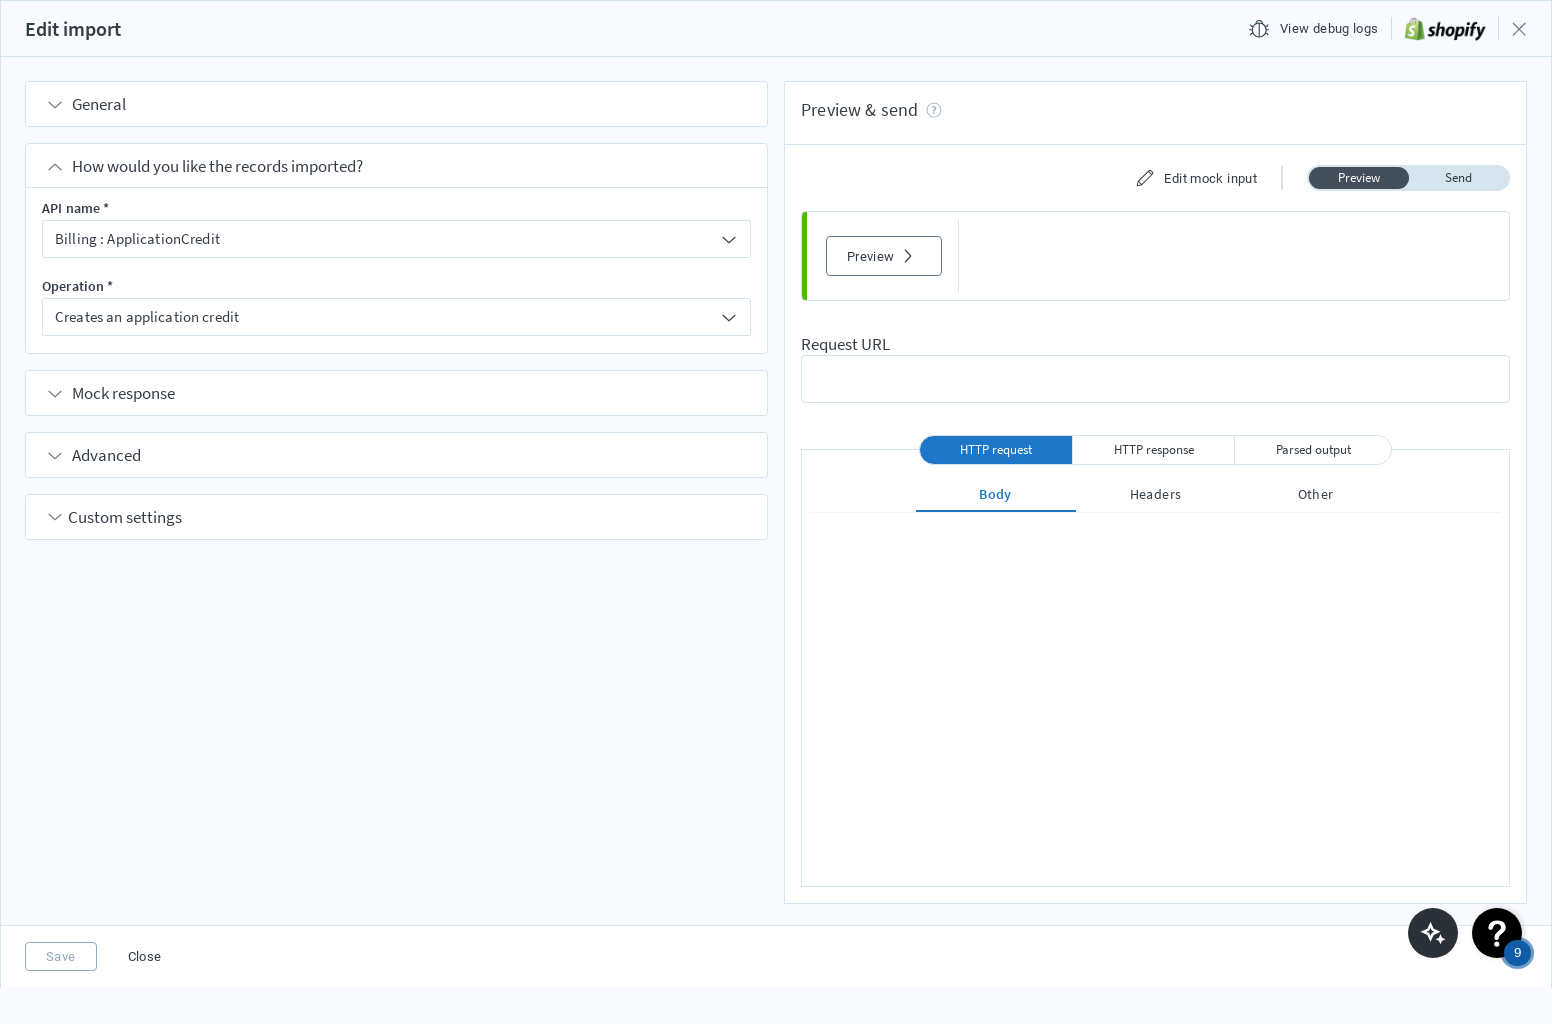 Edit import
View debug logs
shopify
General
How would you like the records imported?
API name *
Billing : ApplicationCredit
Operation *
Creates an application credit
Mock response
Advanced
Custom settings
Preview & send
?
Edit mock input
Preview
Send
Preview
Request URL
HTTP request
HTTP response
Parsed output
Body
Headers
Other
Save
Close
?
9